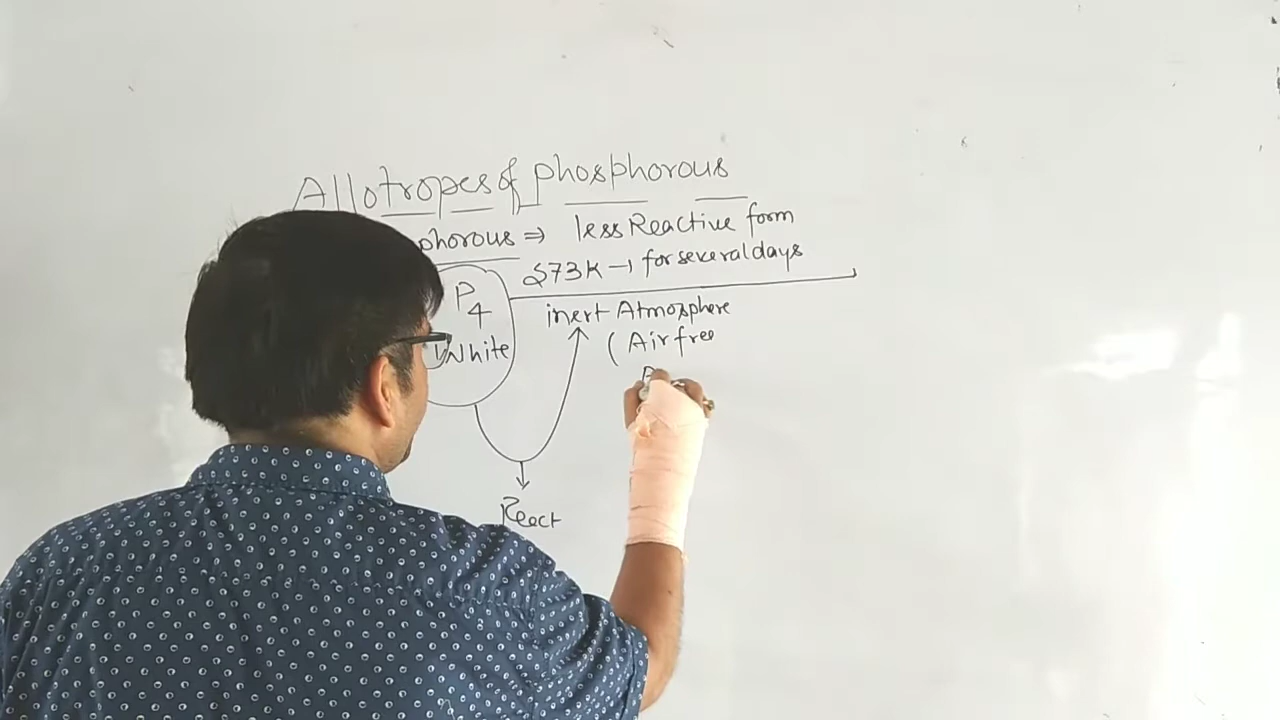 Allotropes of phosphorous
phorous ⇒ less Reactive form
573K → for several days
P4
White
inert Atmosphere
( Air free
React